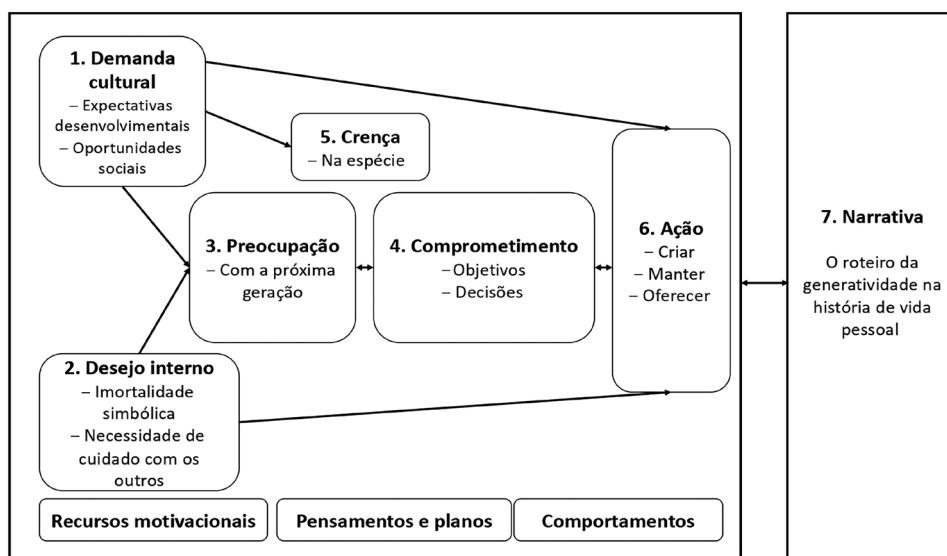 1. Demanda
cultural
– Expectativas
desenvolvimentais
– Oportunidades
sociais
5. Crença
– Na espécie
3. Preocupação
– Com a próxima
geração
4. Comprometimento
–Objetivos
– Decisões
6. Ação
– Criar
– Manter
– Oferecer
2. Desejo interno
– Imortalidade
simbólica
– Necessidade de
cuidado com os
outros
Recursos motivacionais
Pensamentos e planos
Comportamentos
7. Narrativa
O roteiro da
generatividade na
história de vida
pessoal